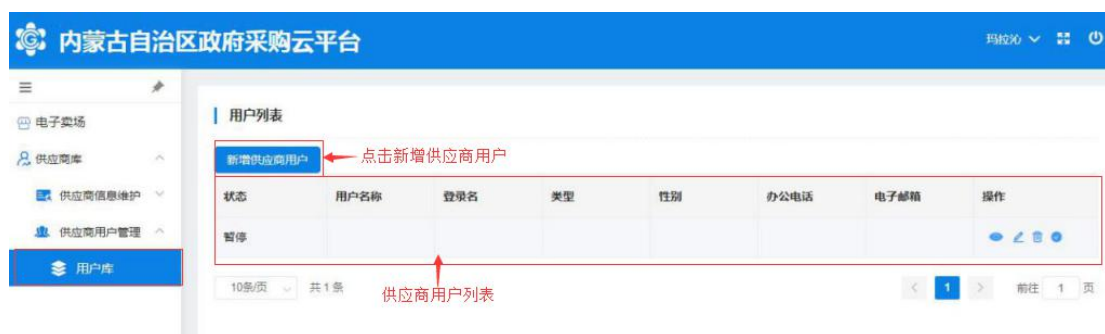 内蒙古自治区政府采购云平台
玛拉沁
电子卖场
用户列表
供应商库
新增供应商用户
点击新增供应商用户
供应商信息维护
状态 用户名称 登录名 类型 性别 办公电话 电子邮箱 操作
供应商用户管理
暂停
用户库
10条/页 共1条
供应商用户列表
1
前往 1 页